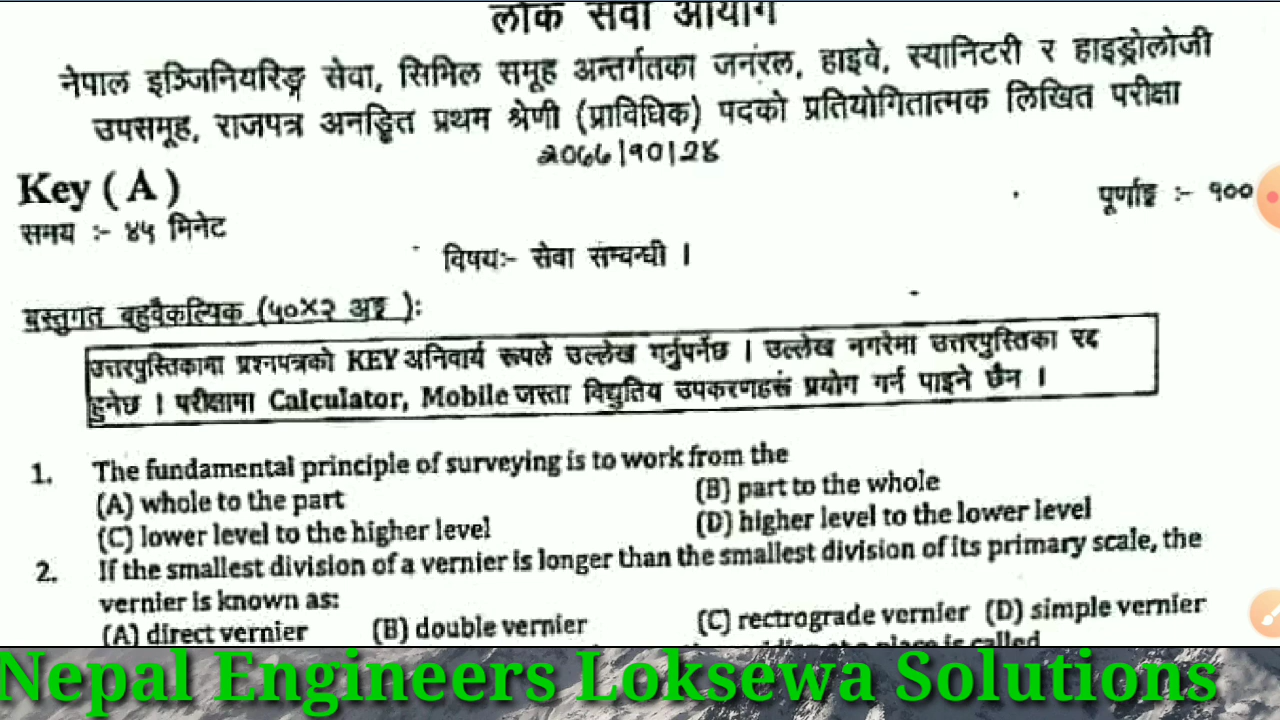 लोक सेवा आयोग
नेपाल इञ्जिनियरिङ्ग सेवा, सिभिल समूह अन्तर्गतका जनरल, हाइवे, स्यानिटरी र हाइड्रोलोजी
उपसमूह, राजपत्र अनङ्कित प्रथम श्रेणी (प्राविधिक) पदको प्रतियोगितात्मक लिखित परीक्षा
Key ( A )
पूर्णाङ्क :- १००
समय :- ४५ मिनेट
विषयः- सेवा सम्वन्धी ।
वस्तुगत बहुवैकल्पिक (५०×२ अङ्क ):
उत्तरपुस्तिकामा प्रश्नपत्रको KEY अनिवार्य रूपले उल्लेख गर्नुपर्नेछ । उल्लेख नगरेमा उत्तरपुस्तिका रद्द
हुनेछ । परीक्षामा Calculator, Mobile जस्ता विद्युतिय उपकरणहरू प्रयोग गर्न पाइने छैन ।
1. The fundamental principle of surveying is to work from the
(A) whole to the part (B) part to the whole
(C) lower level to the higher level (D) higher level to the lower level
2. If the smallest division of a vernier is longer than the smallest division of its primary scale, the
vernier is known as:
(A) direct vernier (B) double vernier (C) rectrograde vernier (D) simple vernier
place is called
Nepal Engineers Loksewa Solutions